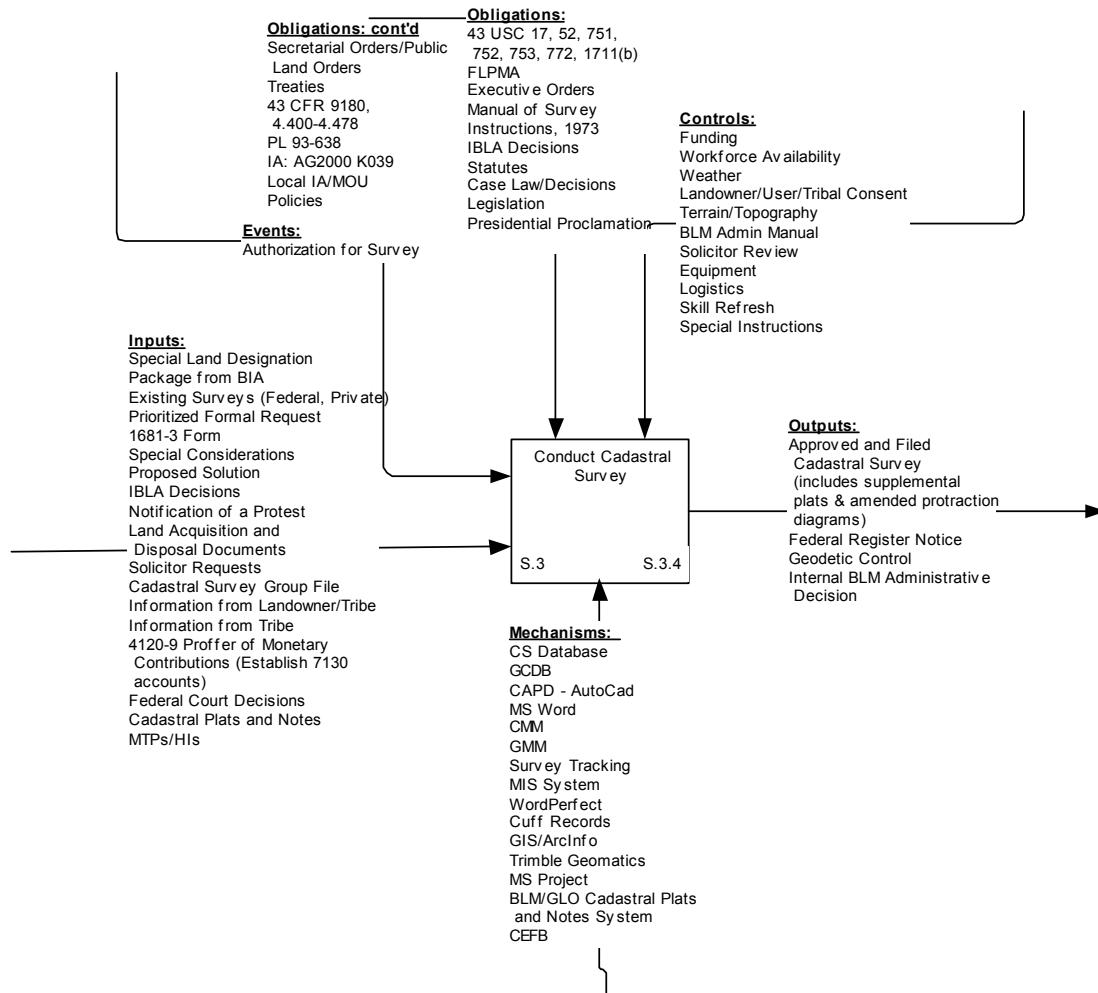 Obligations: cont'd
Secretarial Orders/Public
Land Orders
Treaties
43 CFR 9180,
4.400-4.478
PL 93-638
IA: AG2000 K039
Local IA/MOU
Policies
Obligations:
43 USC 17, 52, 751,
752, 753, 772, 1711(b)
FLPMA
Executive Orders
Manual of Survey
Instructions, 1973
IBLA Decisions
Statutes
Case Law/Decisions
Legislation
Presidential Proclamation
Controls:
Funding
Workforce Availability
Weather
Landowner/User/Tribal Consent
Terrain/Topography
BLM Admin Manual
Solicitor Review
Equipment
Logistics
Skill Refresh
Special Instructions
Events:
Authorization for Survey
Inputs:
Special Land Designation
Package from BIA
Existing Surveys (Federal, Private)
Prioritized Formal Request
1681-3 Form
Special Considerations
Proposed Solution
IBLA Decisions
Notification of a Protest
Land Acquisition and
Disposal Documents
Solicitor Requests
Cadastral Survey Group File
Information from Landowner/Tribe
Information from Tribe
4120-9 Proffer of Monetary
Contributions (Establish 7130
accounts)
Federal Court Decisions
Cadastral Plats and Notes
MTPs/HIs
Conduct Cadastral
Survey
S.3
S.3.4
Outputs:
Approved and Filed
Cadastral Survey
(includes supplemental
plats & amended protraction
diagrams)
Federal Register Notice
Geodetic Control
Internal BLM Administrative
Decision
Mechanisms:
CS Database
GCDB
CAPD - AutoCad
MS Word
CMM
GMM
Survey Tracking
MIS System
WordPerfect
Cuff Records
GIS/ArcInfo
Trimble Geomatics
MS Project
BLM/GLO Cadastral Plats
and Notes System
CEFB